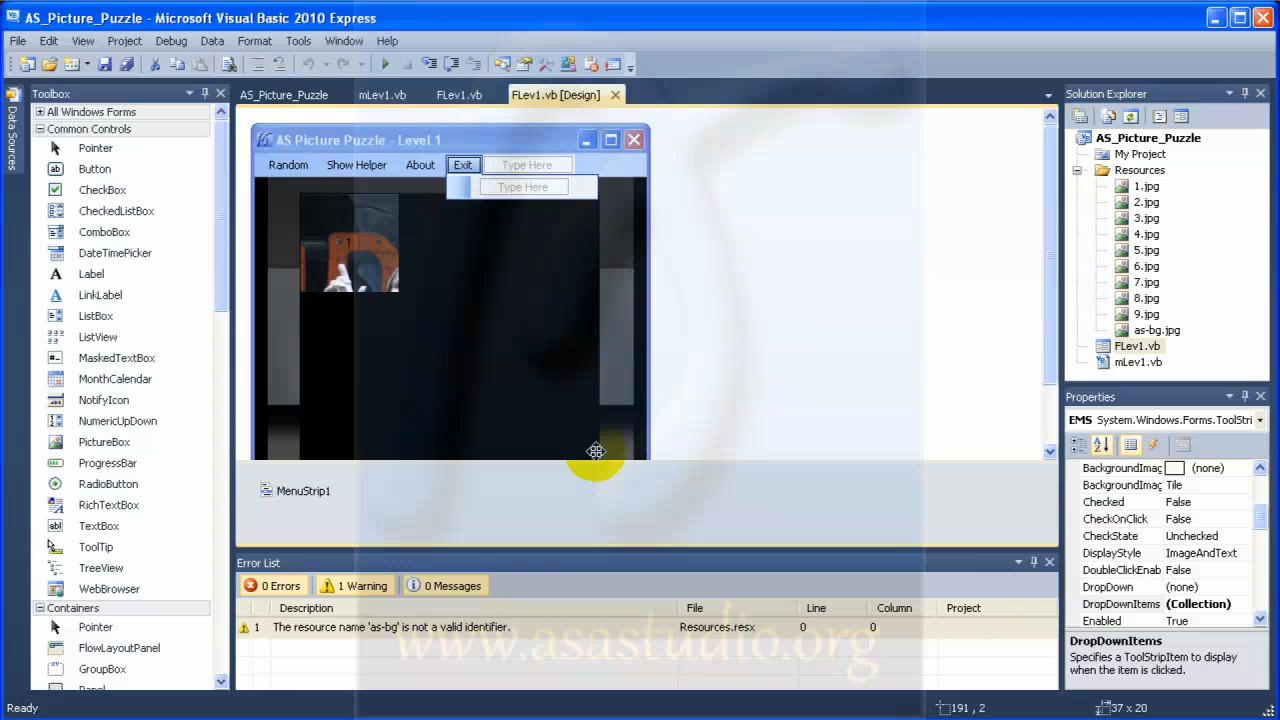 AS_Picture_Puzzle - Microsoft Visual Basic 2010 Express
File Edit View Project Debug Data Format Tools Window Help
Toolbox
AS_Picture_Puzzle mLev1.vb FLev1.vb FLev1.vb [Design]
Solution Explorer
Data Sources
All Windows Forms
Common Controls
Pointer
Button
CheckBox
CheckedListBox
ComboBox
DateTimePicker
Label
LinkLabel
ListBox
ListView
MaskedTextBox
MonthCalendar
NotifyIcon
NumericUpDown
PictureBox
ProgressBar
RadioButton
RichTextBox
TextBox
ToolTip
TreeView
WebBrowser
Containers
Pointer
FlowLayoutPanel
GroupBox
Panel
AS Picture Puzzle - Level 1
Random Show Helper About Exit Type Here
Type Here
1
MenuStrip1
AS_Picture_Puzzle
My Project
Resources
1.jpg
2.jpg
3.jpg
4.jpg
5.jpg
6.jpg
7.jpg
8.jpg
9.jpg
as-bg.jpg
FLev1.vb
mLev1.vb
Properties
EMS System.Windows.Forms.ToolStri
BackgroundImag (none)
BackgroundImag Tile
Checked False
CheckOnClick False
CheckState Unchecked
DisplayStyle ImageAndText
DoubleClickEnab False
DropDown (none)
DropDownItems (Collection)
Enabled True
DropDownItems
Specifies a ToolStripItem to display
when the item is clicked.
Error List
0 Errors 1 Warning 0 Messages
Description File Line Column Project
1 The resource name 'as-bg' is not a valid identifier. Resources.resx 0 0
www.asastudio.org
Ready 191 , 2 37 x 20